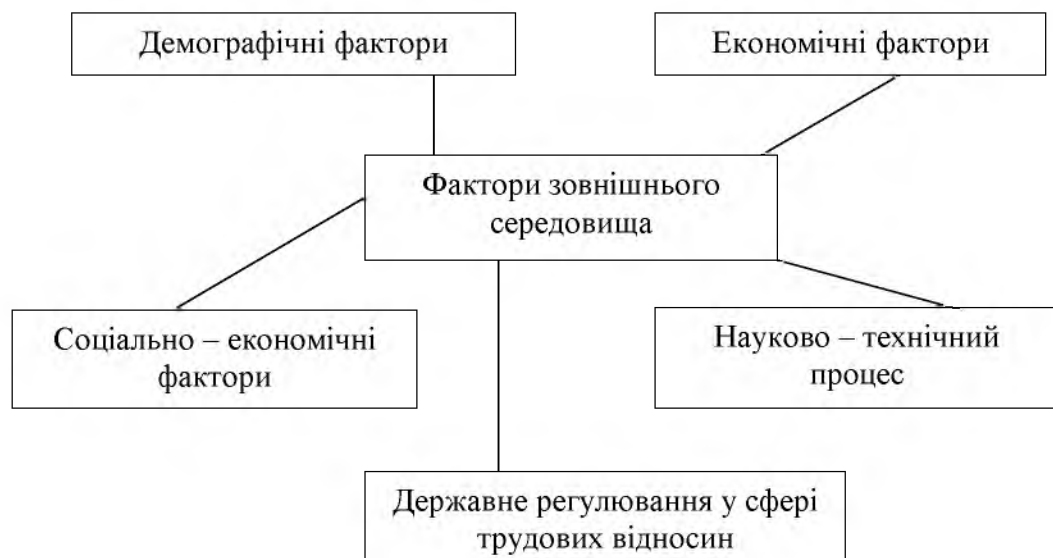 Демографічні фактори
Економічні фактори
Фактори зовнішнього
середовища
Соціально – економічні
фактори
Науково – технічний
процес
Державне регулювання у сфері
трудових відносин